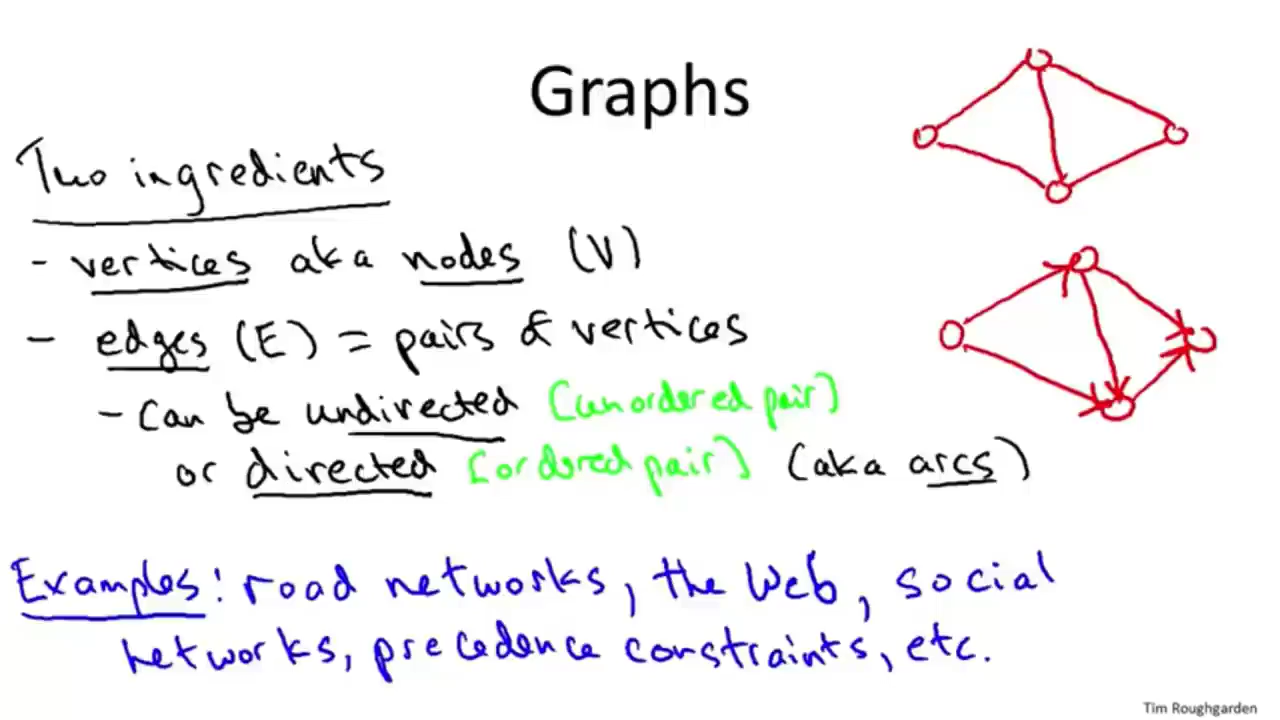 Graphs
Two ingredients
- vertices aka nodes (V)
- edges (E) = pairs of vertices
- can be undirected [unordered pair]
or directed [ordered pair] (aka arcs)
Examples: road networks, the Web, social
networks, precedence constraints, etc.
Tim Roughgarden